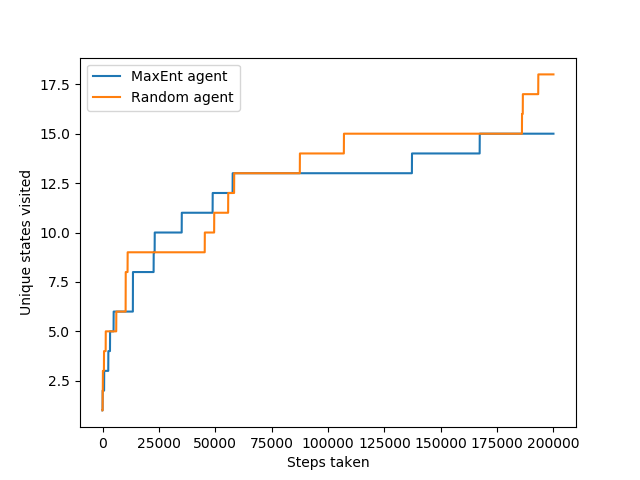 MaxEnt agent
Random agent
17.5
15.0
12.5
10.0
7.5
5.0
2.5
Unique states visited
0 25000 50000 75000 100000 125000 150000 175000 200000
Steps taken